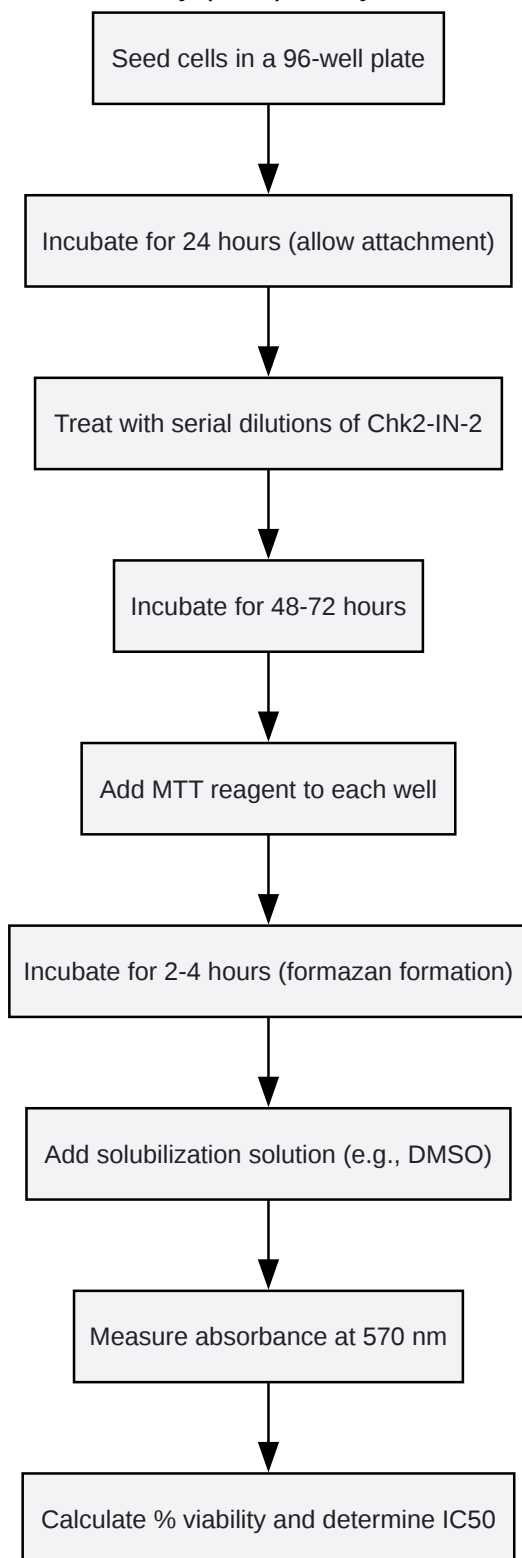 Seed cells in a 96-well plate
Incubate for 24 hours (allow attachment)
Treat with serial dilutions of Chk2-IN-2
Incubate for 48-72 hours
Add MTT reagent to each well
Incubate for 2-4 hours (formazan formation)
Add solubilization solution (e.g., DMSO)
Measure absorbance at 570 nm
Calculate % viability and determine IC50